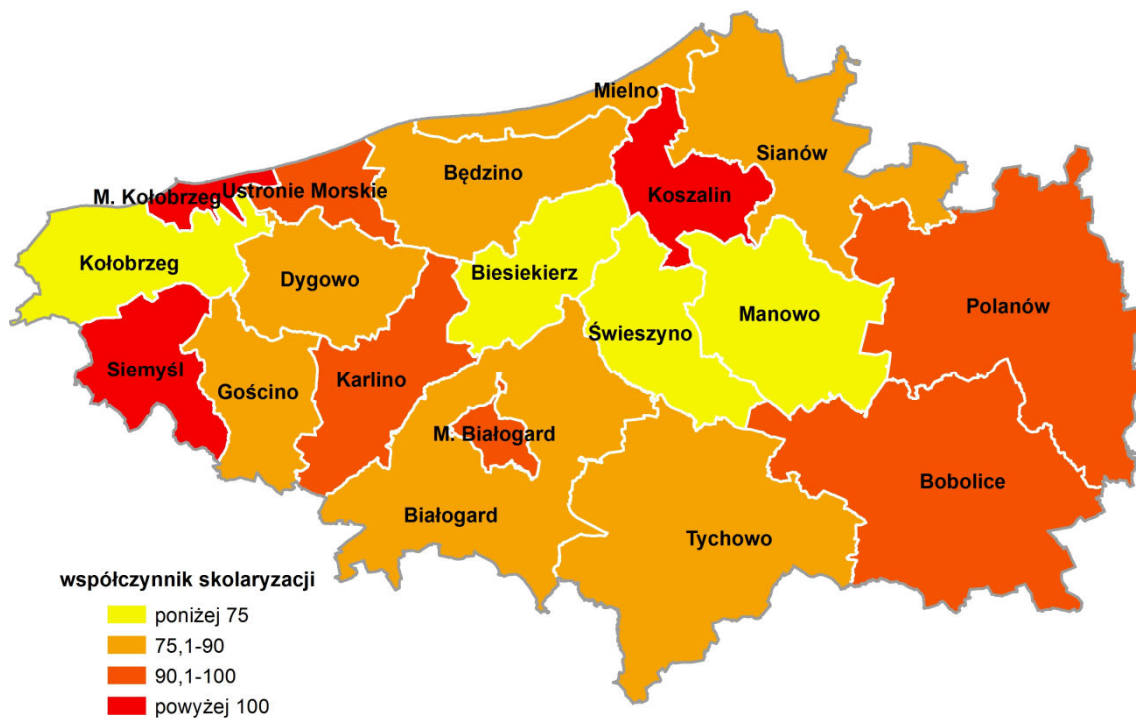 Mielno
Sianów
Będzino
M. Kołobrzeg
Ustronie Morskie
Koszalin
Kołobrzeg
Dygowo
Biesiekierz
Polanów
Manowo
Świeszyno
Siemyśl
Gościno
Karlino
M. Białogard
Bobolice
Białogard
Tychowo
współczynnik skolaryzacji
poniżej 75
75,1-90
90,1-100
powyżej 100